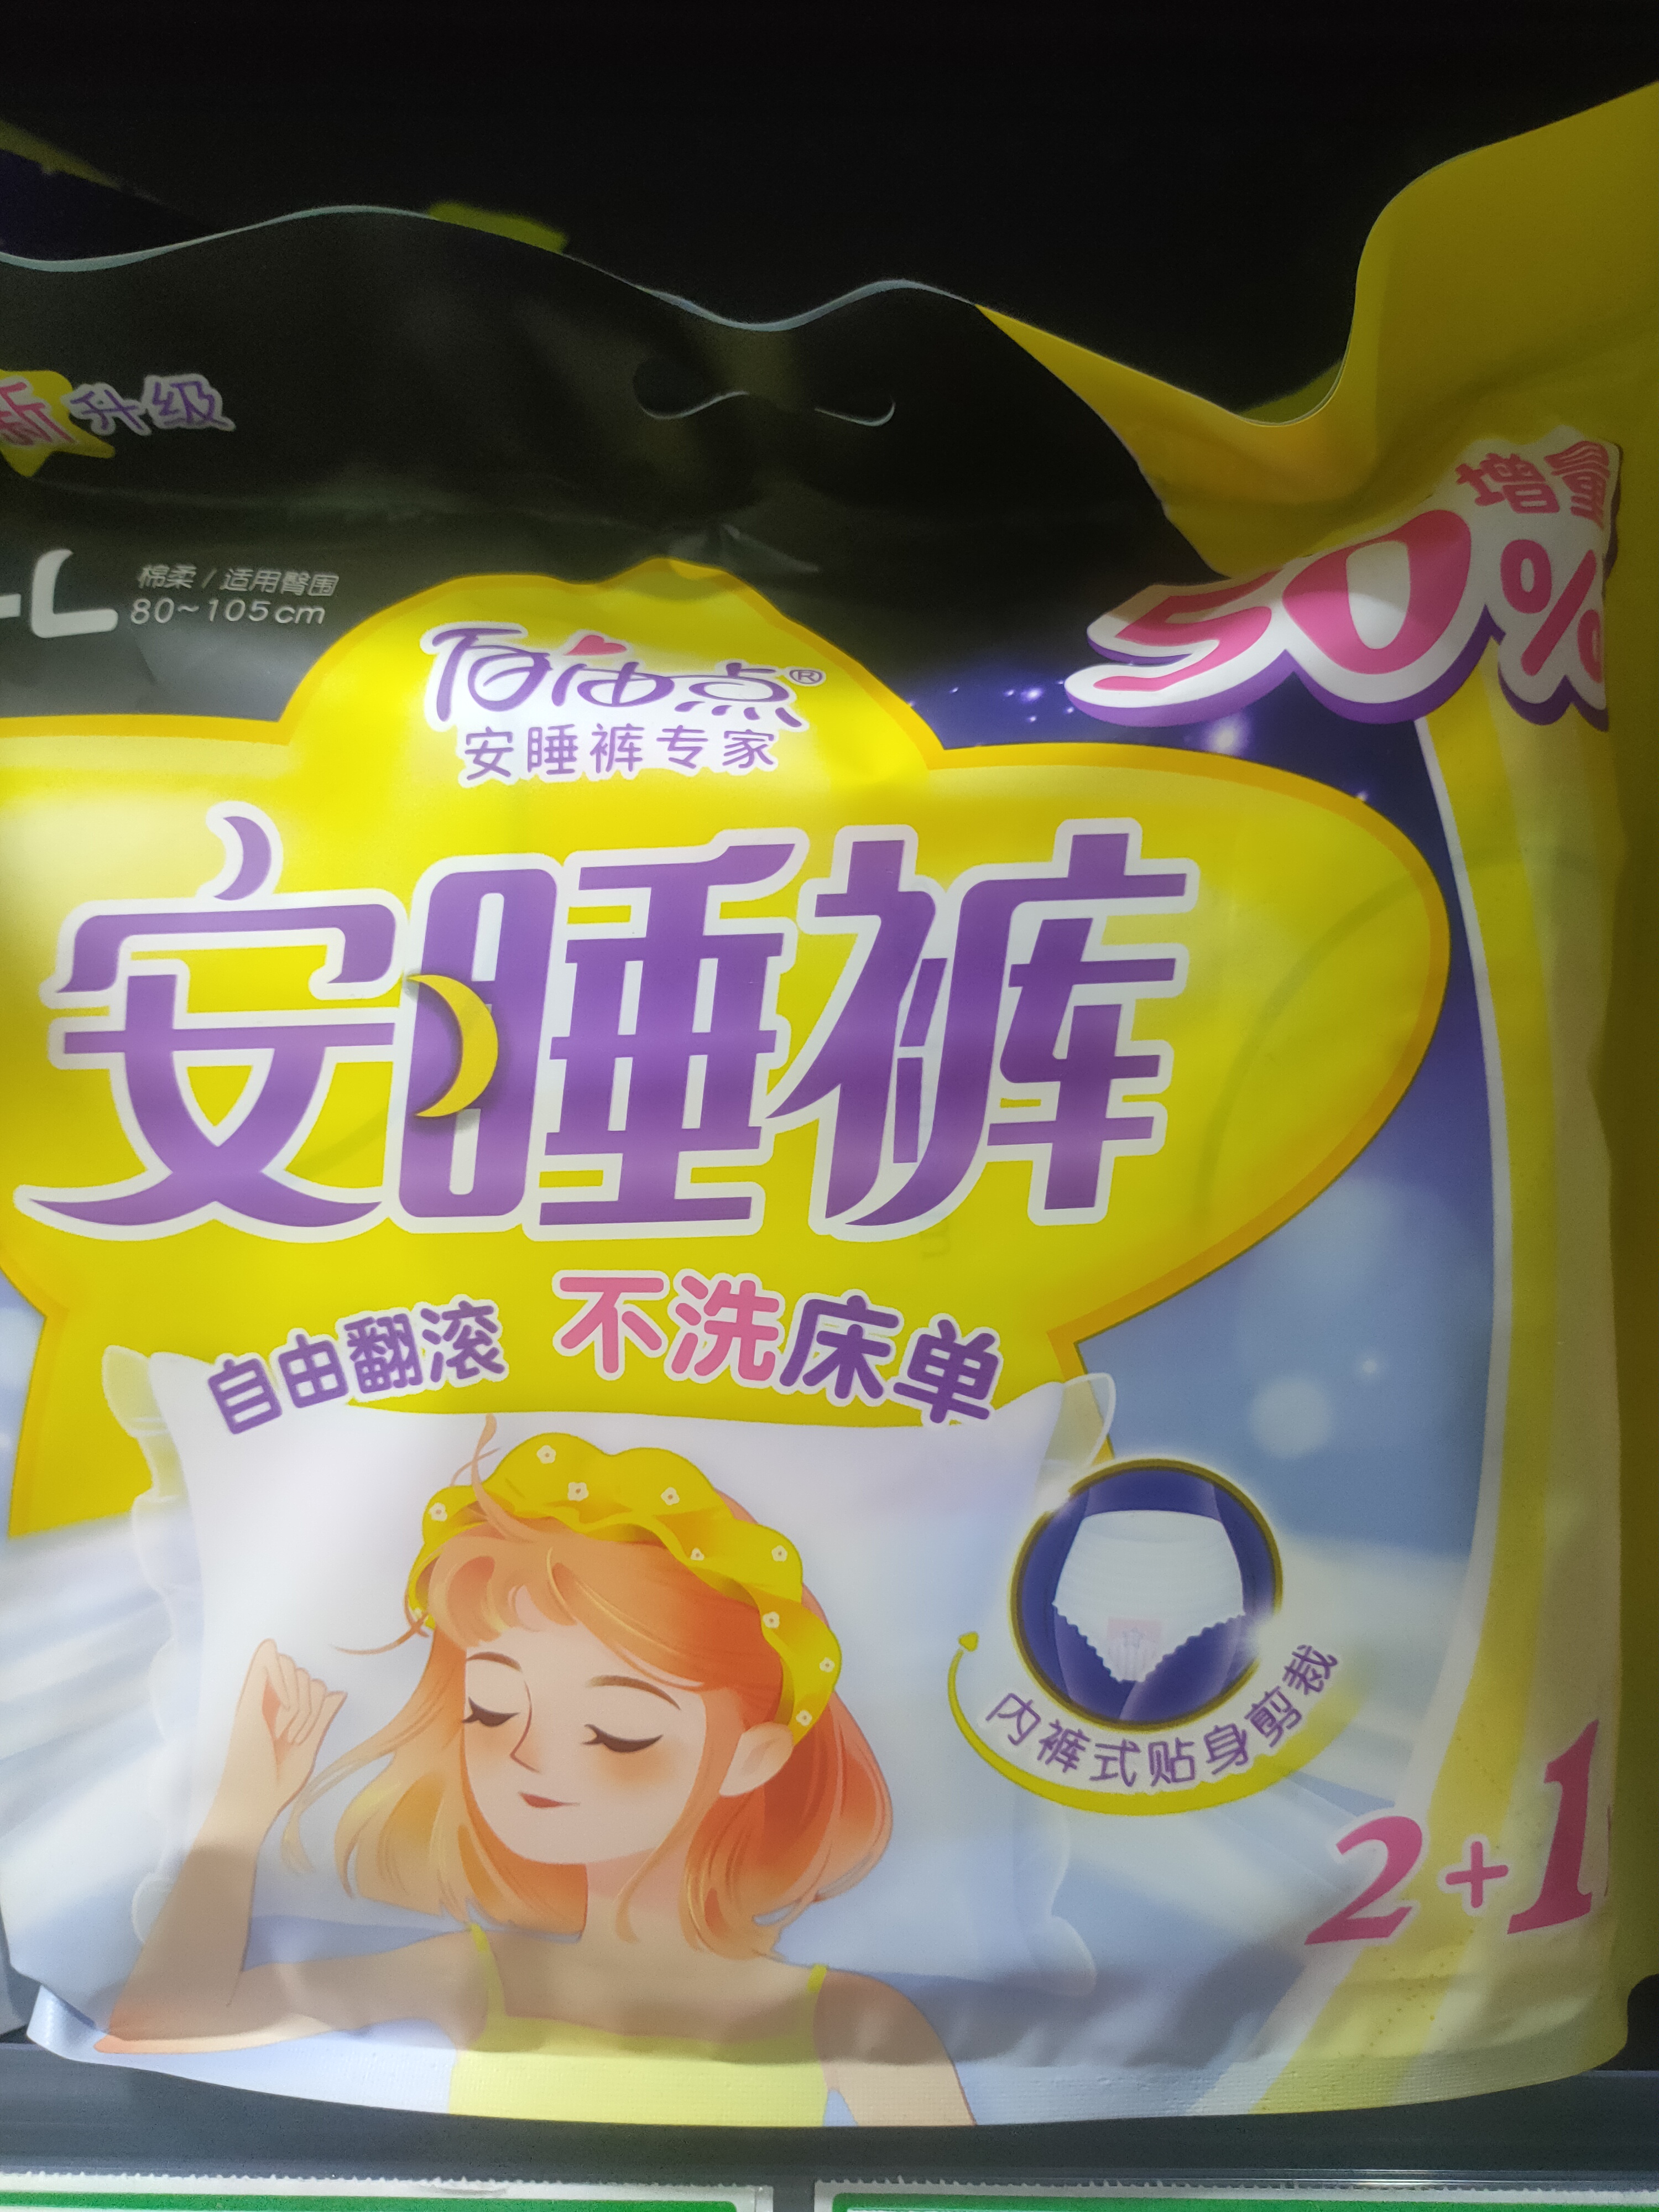 新升级
增量
50%
-L
棉柔/适用臀围
80~105cm
百油点®
安睡裤专家
安睡裤
自由翻滚 不洗床单
内裤式贴身剪裁
2+1